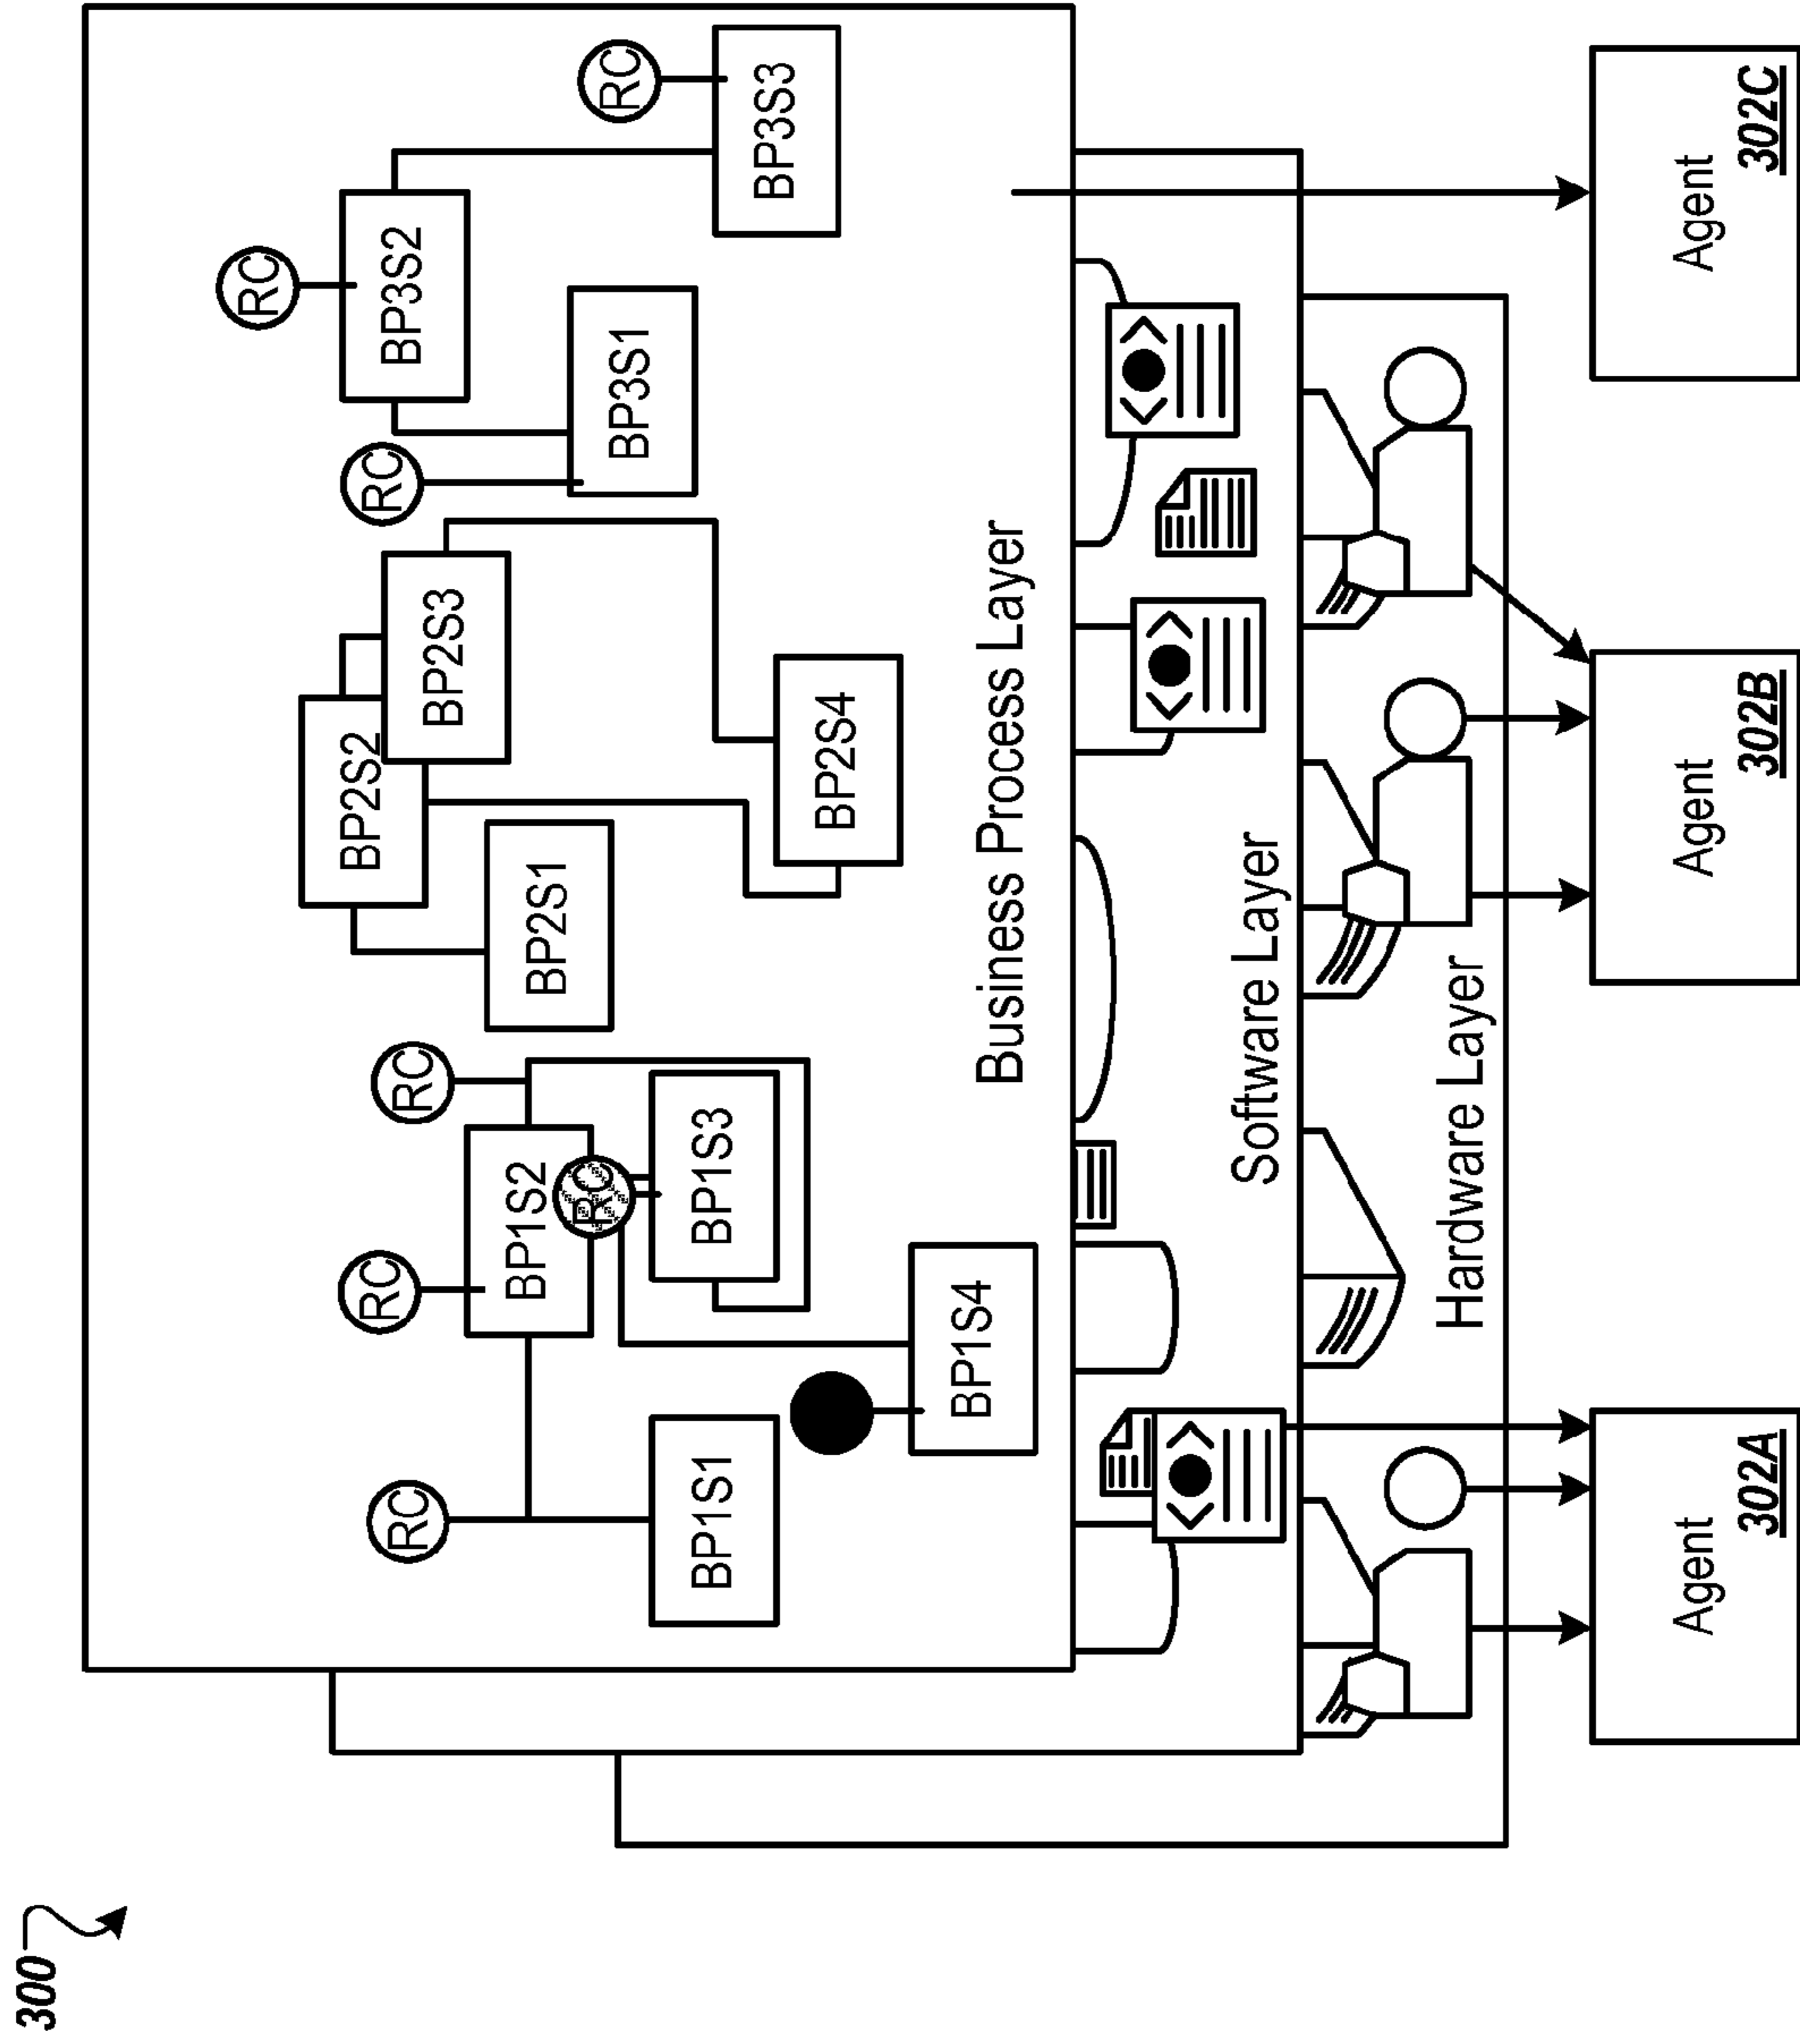 300
RC
RC
RC
RC
RC
BP2S2
BP3S2
BP2S3
BP1S2
BP2S1
RC
RC
BP3S1
BP1S1
BP1S3
BP3S3
BP2S4
BP1S4
Business Process Layer
Software Layer
Hardware Layer
Agent
302A
Agent
302B
Agent
302C